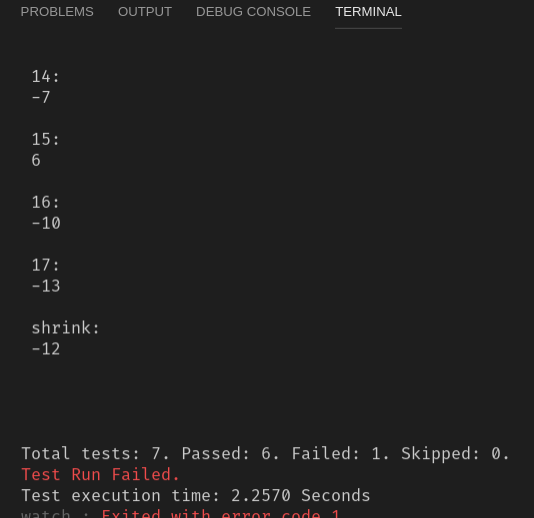 PROBLEMS OUTPUT DEBUG CONSOLE TERMINAL
14:
-7
15:
6
16:
-10
17:
-13
shrink:
-12
Total tests: 7. Passed: 6. Failed: 1. Skipped: 0.
Test Run Failed.
Test execution time: 2.2570 Seconds
watch : Exited with error code 1